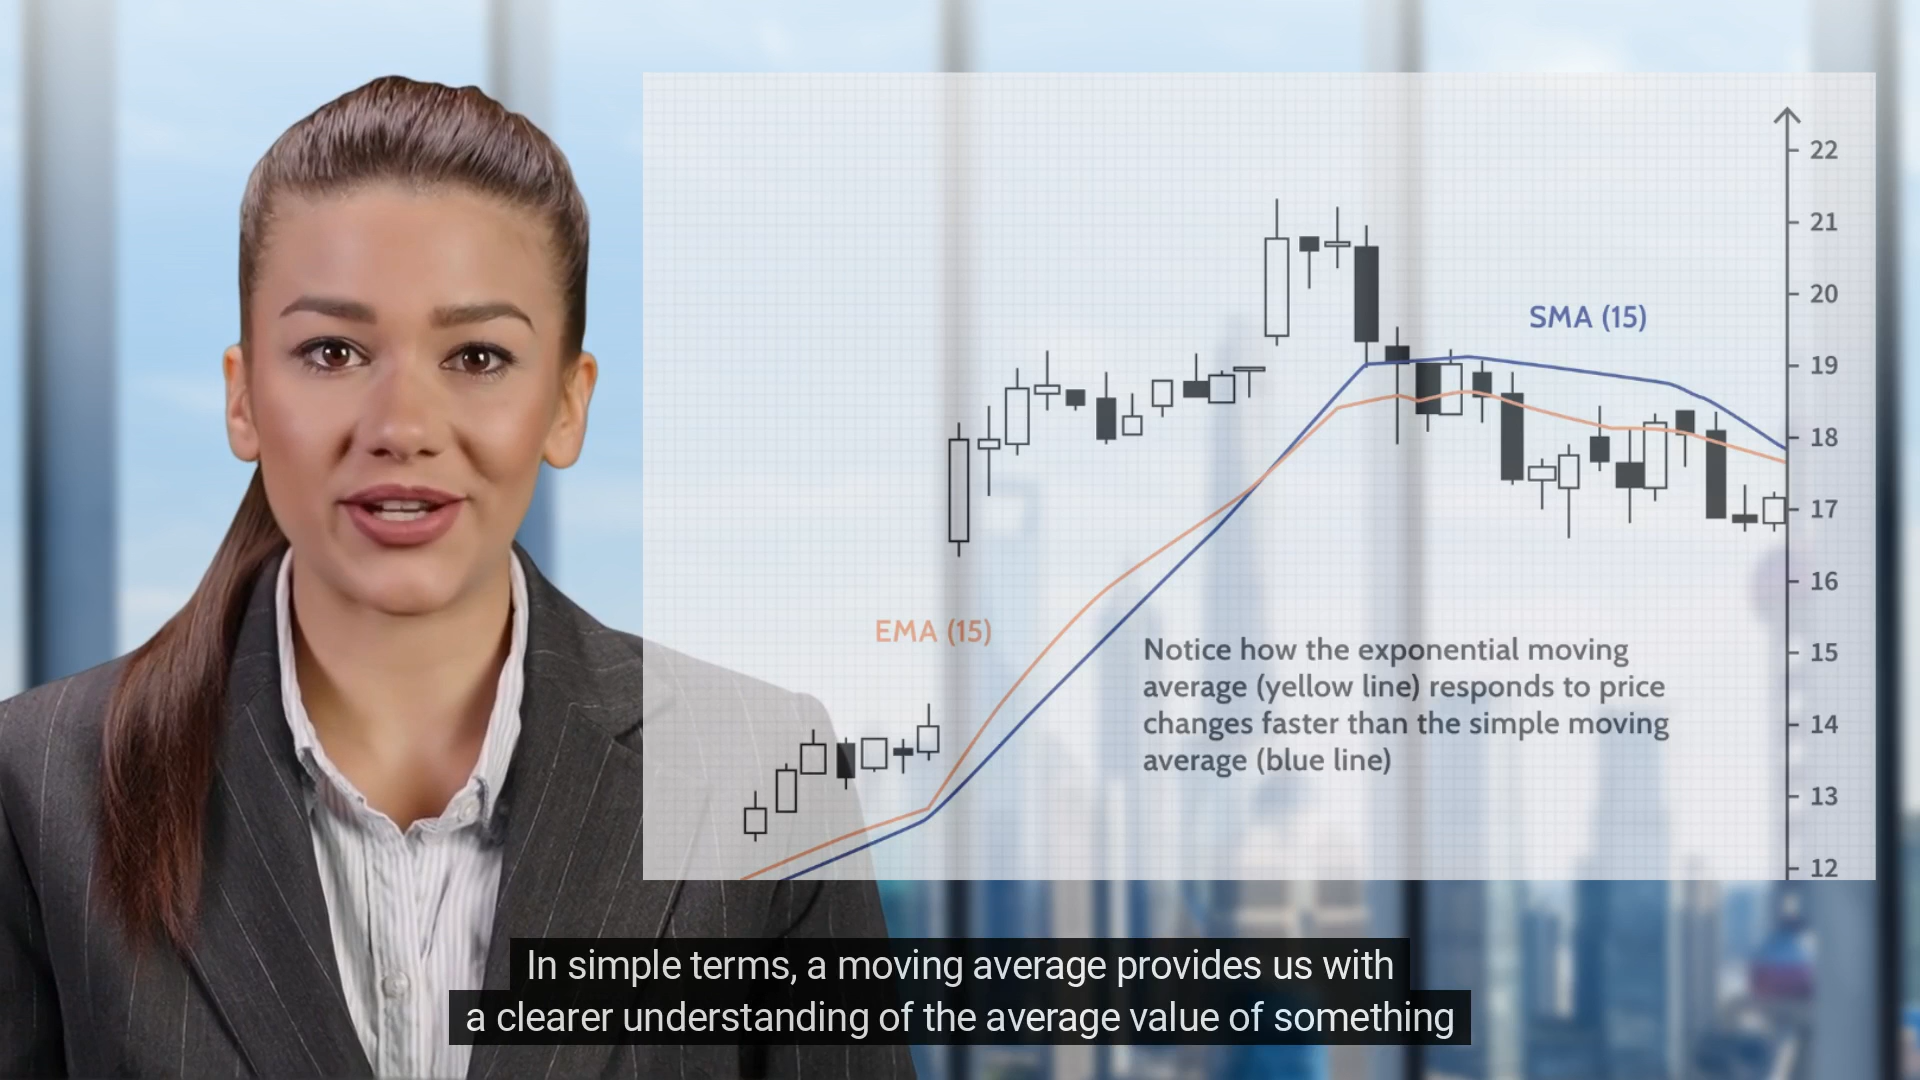 22
21
20
SMA (15)
19
18
17
16
EMA (15)
Notice how the exponential moving
average (yellow line) responds to price
changes faster than the simple moving
average (blue line)
15
14
13
12
In simple terms, a moving average provides us with
a clearer understanding of the average value of something